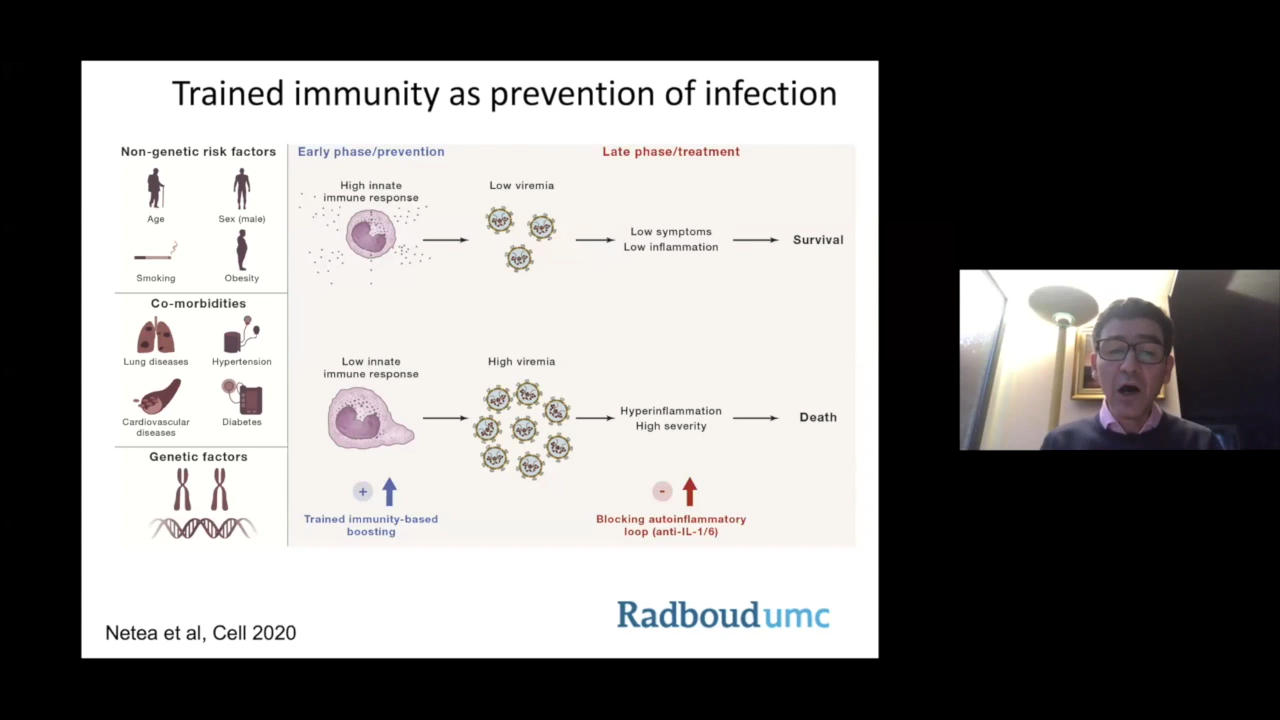 Trained immunity as prevention of infection
Non-genetic risk factors
Age
Sex (male)
Smoking
Obesity
Co-morbidities
Lung diseases
Hypertension
Cardiovascular
diseases
Diabetes
Genetic factors
Early phase/prevention
Late phase/treatment
High innate
immune response
Low viremia
Low symptoms
Low inflammation
Survival
Low innate
immune response
High viremia
Hyperinflammation
High severity
Death
+
Trained immunity-based
boosting
-
Blocking autoinflammatory
loop (anti-IL-1/6)
Netea et al, Cell 2020
Radboudumc